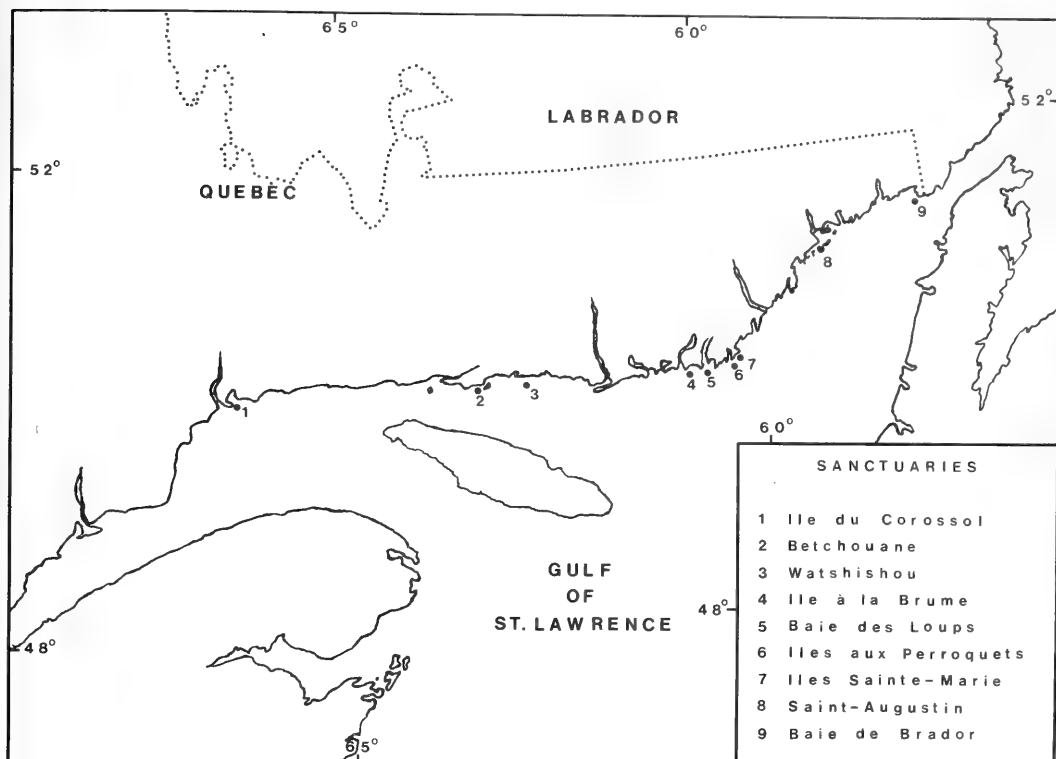 65°
60°
LABRADOR
52°
52°
QUEBEC
9
8
7
6
5
4
3
2
1
60°
GULF
OF
ST. LAWRENCE
48°
48°
65°
SANCTUARIES
1 Ile du Corossol
2 Betchouane
3 Watshishou
4 Ile à la Brume
5 Baie des Loups
6 Iles aux Perroquets
7 Iles Sainte-Marie
8 Saint-Augustin
9 Baie de Brador